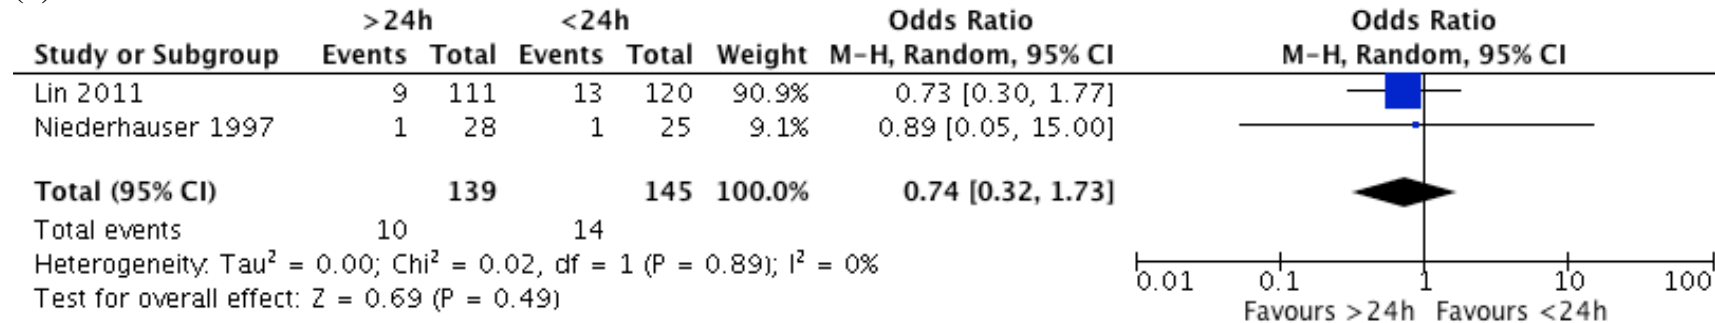 >24h <24h Odds Ratio Odds Ratio
Study or Subgroup Events Total Events Total Weight M-H, Random, 95% CI M-H, Random, 95% CI
Lin 2011 9 111 13 120 90.9% 0.73 [0.30, 1.77]
Niederhauser 1997 1 28 1 25 9.1% 0.89 [0.05, 15.00]
Total (95% CI) 139 145 100.0% 0.74 [0.32, 1.73]
Total events 10 14
Heterogeneity: Tau² = 0.00; Chi² = 0.02, df = 1 (P = 0.89); I² = 0%
Test for overall effect: Z = 0.69 (P = 0.49)
0.01 0.1 1 10 100
Favours >24h Favours <24h